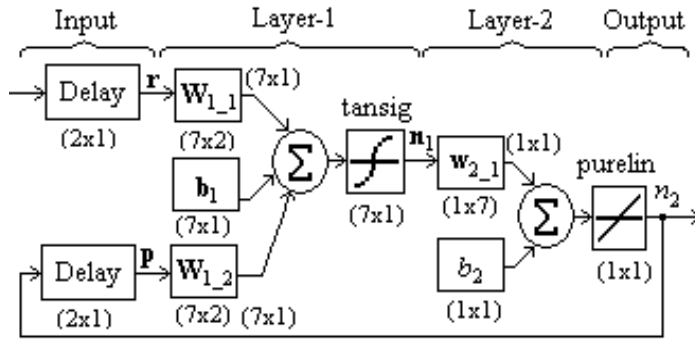 Input Layer-1 Layer-2 Output
Delay r W1_1 (7x1)
(2x1) (7x2)
tansig
Σ n1 w2_1 (1x1)
b1
(7x1) (7x1) (1x7)
purelin
Σ n2
Delay p W1_2
(2x1) (7x2) (7x1)
b2
(1x1) (1x1)